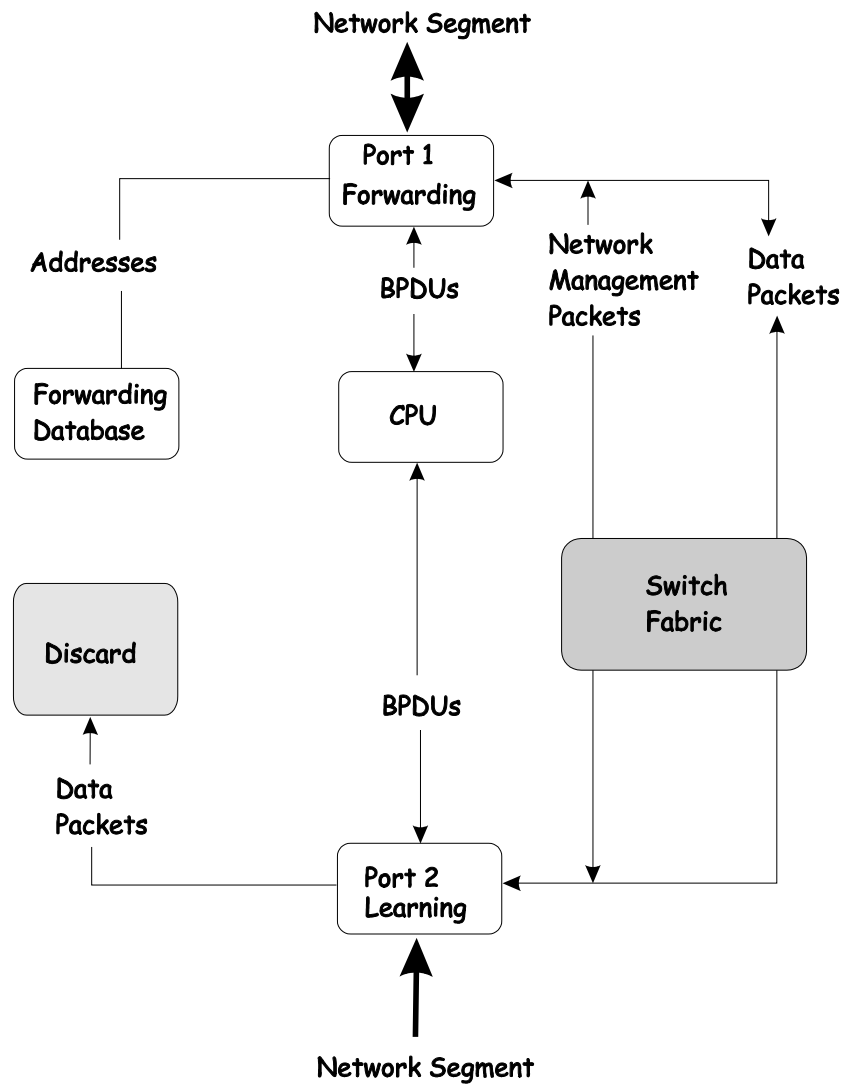 Network Segment
Port 1
Forwarding
Addresses
BPDUs
Network
Management
Packets
Data
Packets
Forwarding
Database
CPU
Switch
Fabric
Discard
BPDUs
Data
Packets
Port 2
Learning
Network Segment